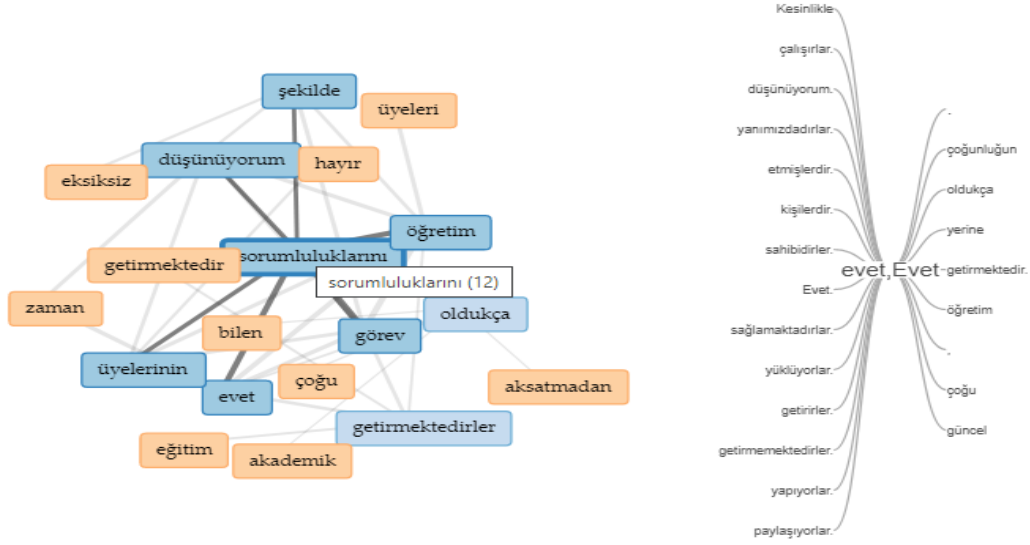 şekilde
üyeleri
düşünüyorum
hayır
eksiksiz
öğretim
sorumluluklarını
getirmektedir
sorumluluklarını (12)
zaman
oldukça
bilen
görev
üyelerinin
çoğu
aksatmadan
evet
getirmektedirler
eğitim
akademik
Kesinlikle
çalışırlar.
düşünüyorum.
yanımızdadırlar.
etmişlerdir.
kişilerdir.
sahibidirler.
Evet.
sağlamaktadırlar.
yüklüyorlar.
getirirler.
getirmemektedirler.
yapıyorlar.
paylaşıyorlar.
evet,Evet
.
çoğunluğun
oldukça
yerine
getirmektedir.
öğretim
çoğu
güncel